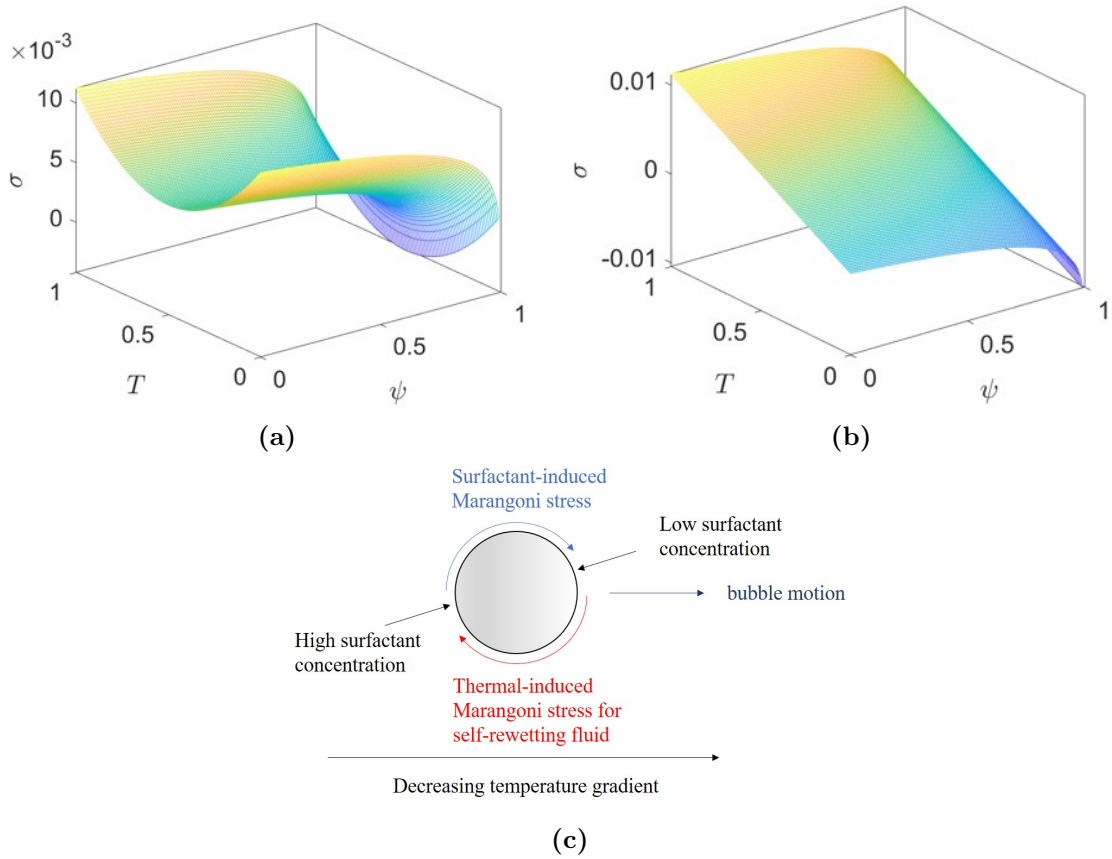 ×10⁻³
10
5
0
σ
1
0.5
0
T
0
0.5
1
ψ
(a)
0.01
0
-0.01
σ
1
0.5
0
T
0
0.5
1
ψ
(b)
Surfactant-induced
Marangoni stress
Low surfactant
concentration
bubble motion
High surfactant
concentration
Thermal-induced
Marangoni stress for
self-rewetting fluid
Decreasing temperature gradient
(c)